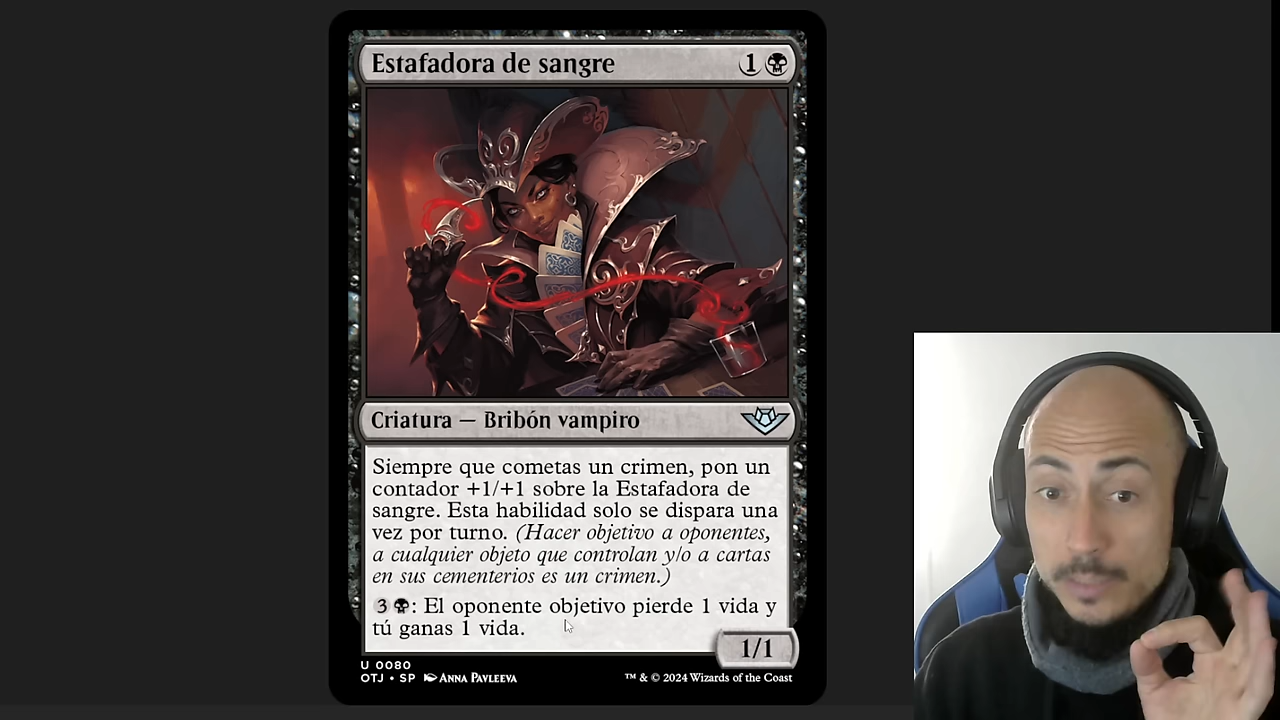 Estafadora de sangre 1
Criatura — Bribón vampiro
Siempre que cometas un crimen, pon un
contador +1/+1 sobre la Estafadora de
sangre. Esta habilidad solo se dispara una
vez por turno. (Hacer objetivo a oponentes,
a cualquier objeto que controlan y/o a cartas
en sus cementerios es un crimen.)
3: El oponente objetivo pierde 1 vida y
tú ganas 1 vida.
1/1
U 0080
OTJ • SP ANNA PAVLEEVA
™ & © 2024 Wizards of the Coast